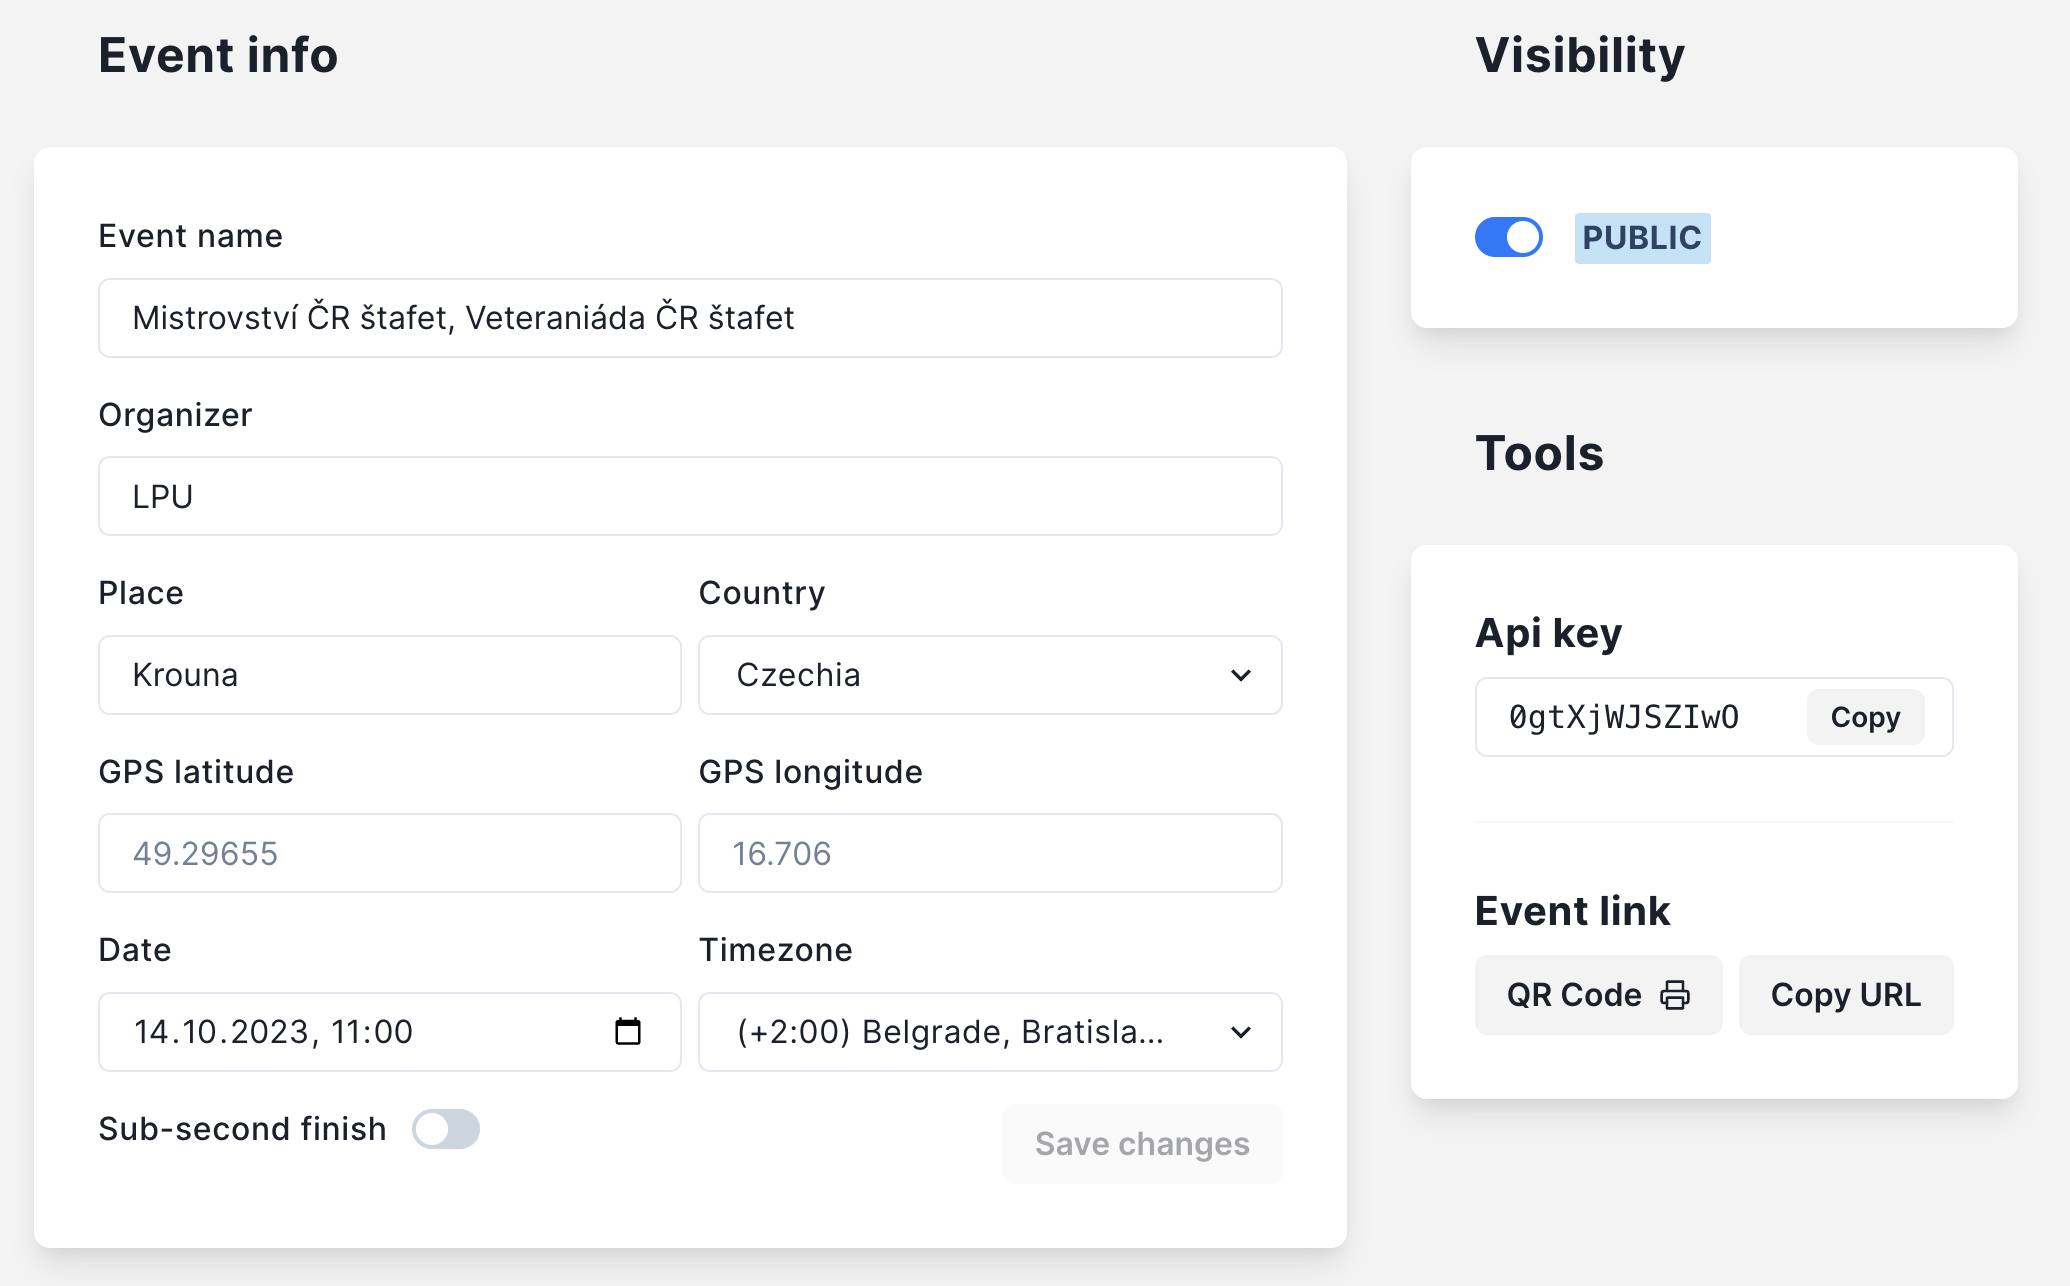 Event info
Event name
Mistrovství ČR štafet, Veteraniáda ČR štafet
Organizer
LPU
Place
Country
Krouna
Czechia
GPS latitude
GPS longitude
49.29655
16.706
Date
Timezone
14.10.2023, 11:00
(+2:00) Belgrade, Bratisla...
Sub-second finish
Save changes
Visibility
PUBLIC
Tools
Api key
0gtXjWJSZIwO
Copy
Event link
QR Code
Copy URL